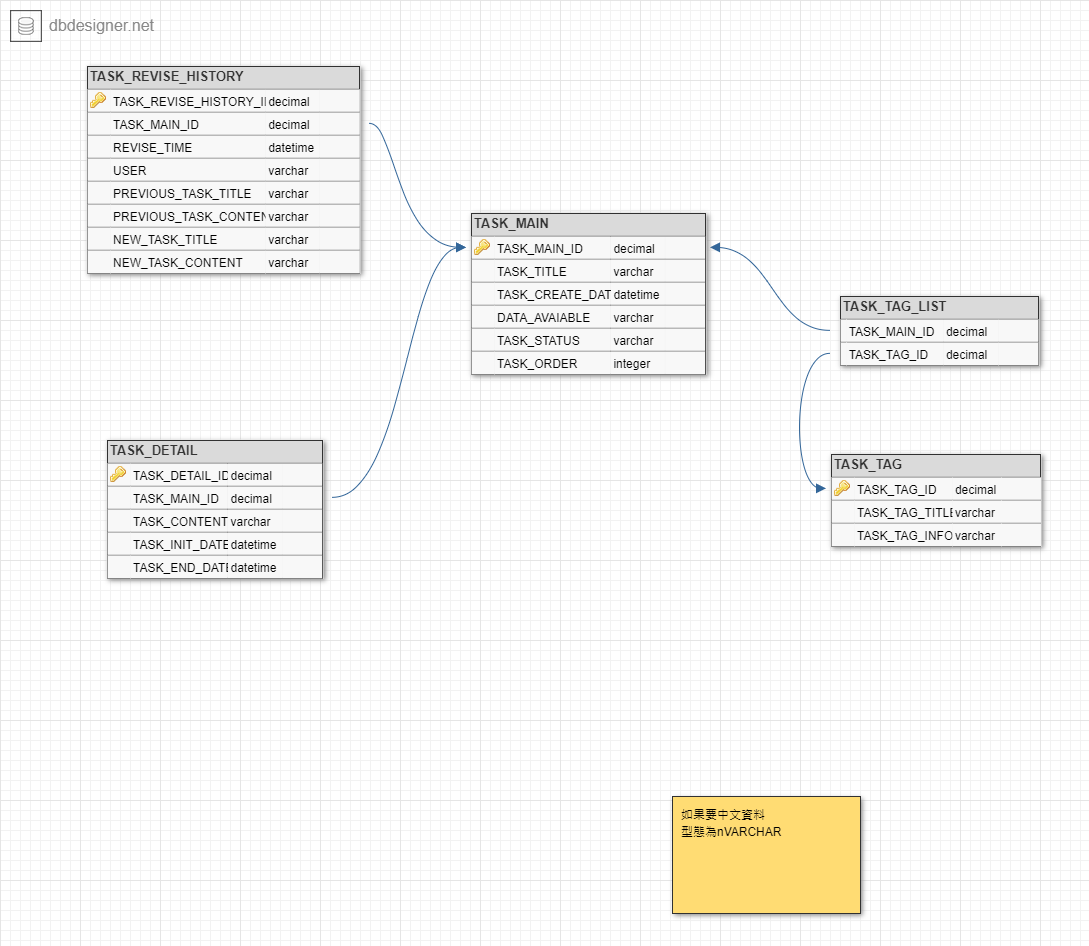 dbdesigner.net
TASK_REVISE_HISTORY
TASK_REVISE_HISTORY_I decimal
TASK_MAIN_ID decimal
REVISE_TIME datetime
USER varchar
PREVIOUS_TASK_TITLE varchar
PREVIOUS_TASK_CONTEN varchar
NEW_TASK_TITLE varchar
NEW_TASK_CONTENT varchar
TASK_MAIN
TASK_MAIN_ID decimal
TASK_TITLE varchar
TASK_CREATE_DAT datetime
DATA_AVAIABLE varchar
TASK_STATUS varchar
TASK_ORDER integer
TASK_TAG_LIST
TASK_MAIN_ID decimal
TASK_TAG_ID decimal
TASK_DETAIL
TASK_DETAIL_ID decimal
TASK_MAIN_ID decimal
TASK_CONTENT varchar
TASK_INIT_DATE datetime
TASK_END_DATE datetime
TASK_TAG
TASK_TAG_ID decimal
TASK_TAG_TITLE varchar
TASK_TAG_INFO varchar
如果要中文資料
型態為nVARCHAR